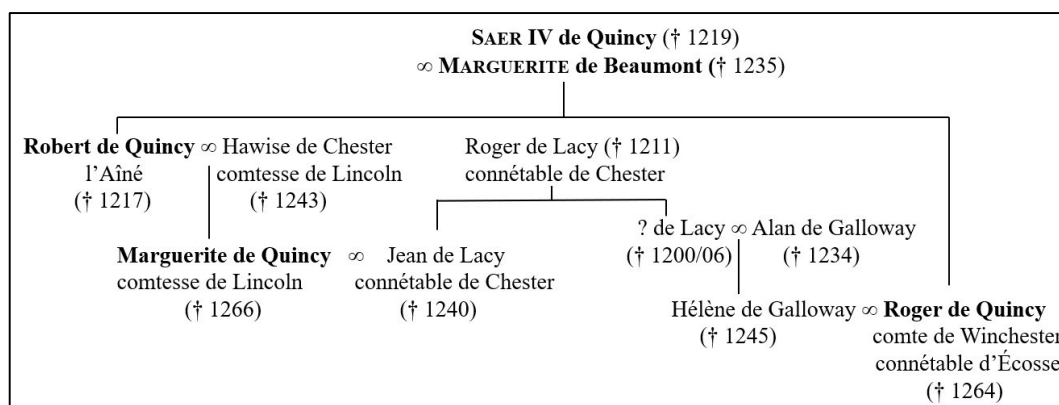 SAER IV de Quincy († 1219)
∞ MARGUERITE de Beaumont († 1235)
Robert de Quincy ∞ Hawise de Chester
l’Aîné comtesse de Lincoln
(† 1217) († 1243)
Roger de Lacy († 1211)
connétable de Chester
? de Lacy ∞ Alan de Galloway
(† 1200/06) († 1234)
Marguerite de Quincy ∞ Jean de Lacy
comtesse de Lincoln connétable de Chester
(† 1266) († 1240)
Hélène de Galloway ∞ Roger de Quincy
(† 1245) comte de Winchester
connétable d’Écosse
(† 1264)